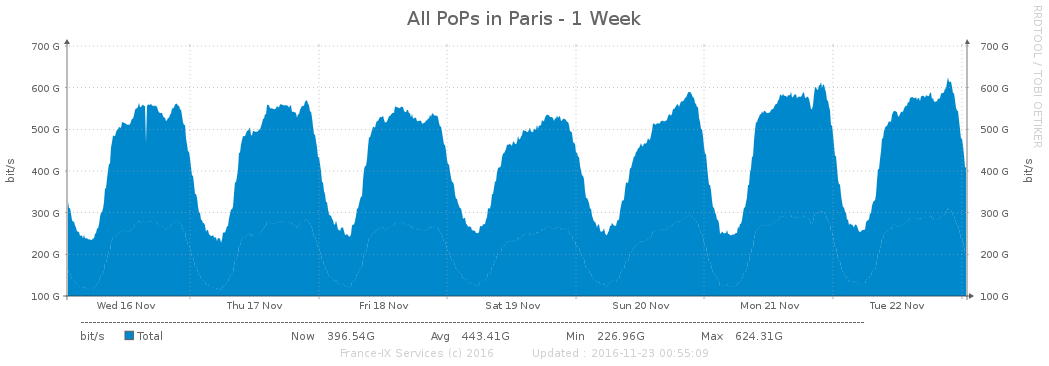 All PoPs in Paris - 1 Week
RRDTOOL / TOBI OETIKER
700 G 700 G
600 G 600 G
500 G 500 G
400 G 400 G
300 G 300 G
200 G 200 G
100 G 100 G
bit/s bit/s
Wed 16 Nov Thu 17 Nov Fri 18 Nov Sat 19 Nov Sun 20 Nov Mon 21 Nov Tue 22 Nov
bit/s Total Now 396.54G Avg 443.41G Min 226.96G Max 624.31G
France-IX Services (c) 2016 Updated : 2016-11-23 00:55:09